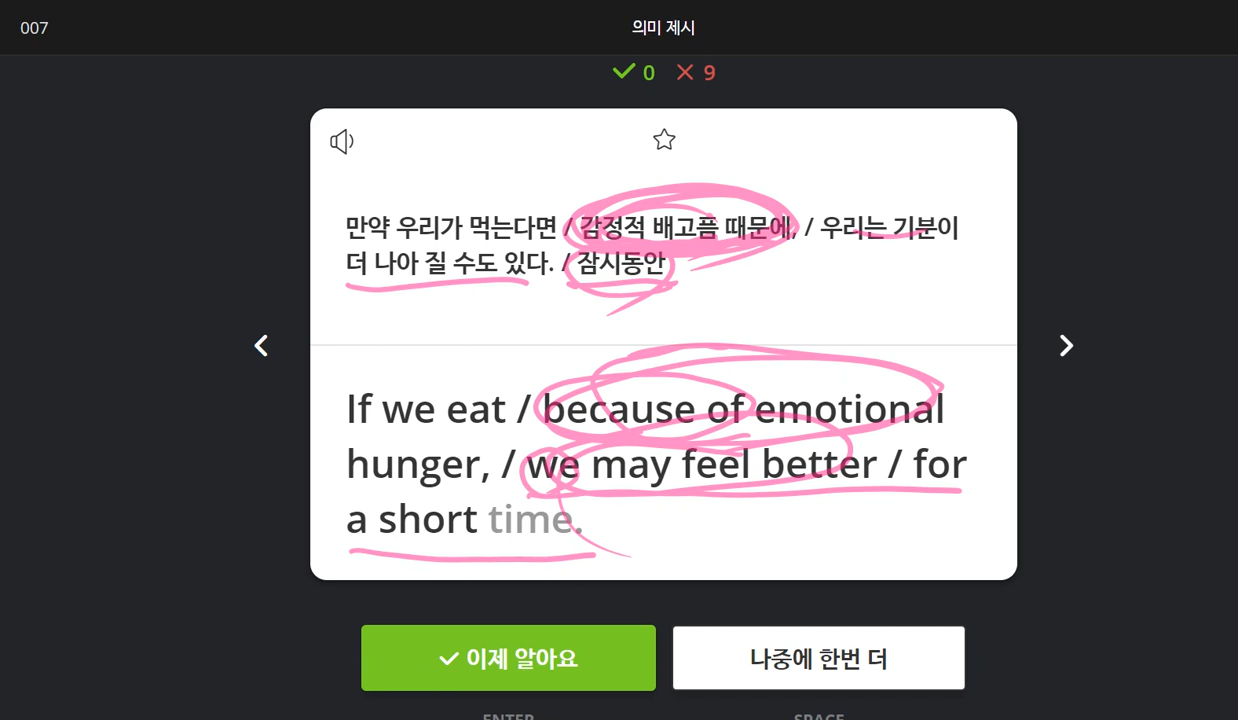 007
의미 제시
0
9
만약 우리가 먹는다면 / 감정적 배고픔 때문에, / 우리는 기분이
더 나아 질 수도 있다. / 잠시동안
If we eat / because of emotional
hunger, / we may feel better / for
a short time.
이제 알아요
나중에 한번 더
ENTER
SPACE